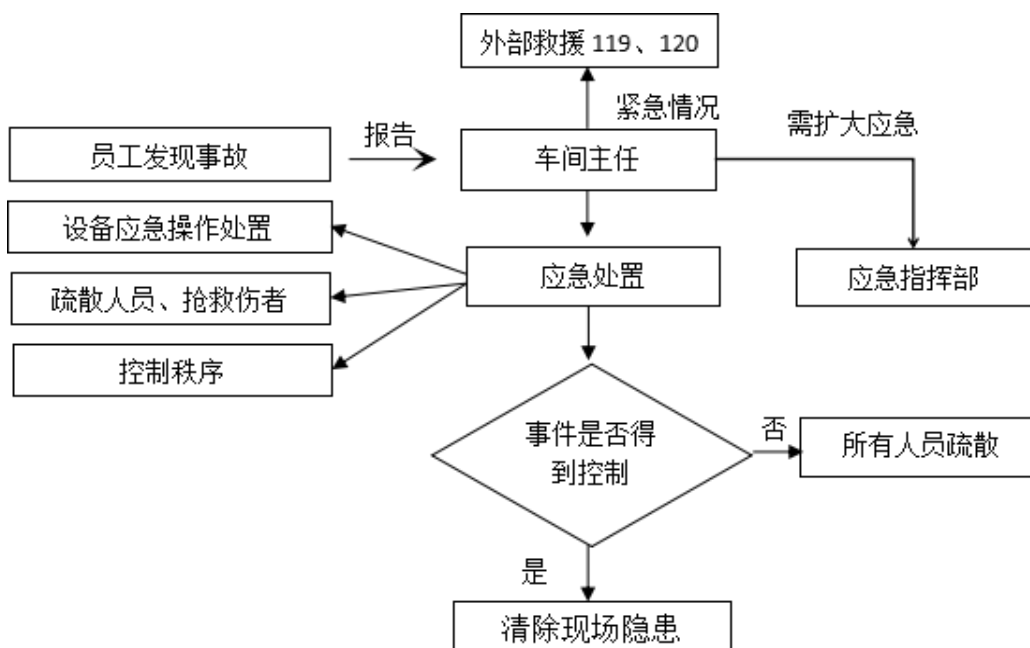 外部救援 119、120
紧急情况
需扩大应急
员工发现事故
报告
车间主任
设备应急操作处置
应急处置
应急指挥部
疏散人员、抢救伤者
控制秩序
事件是否得
到控制
否
所有人员疏散
是
清除现场隐患